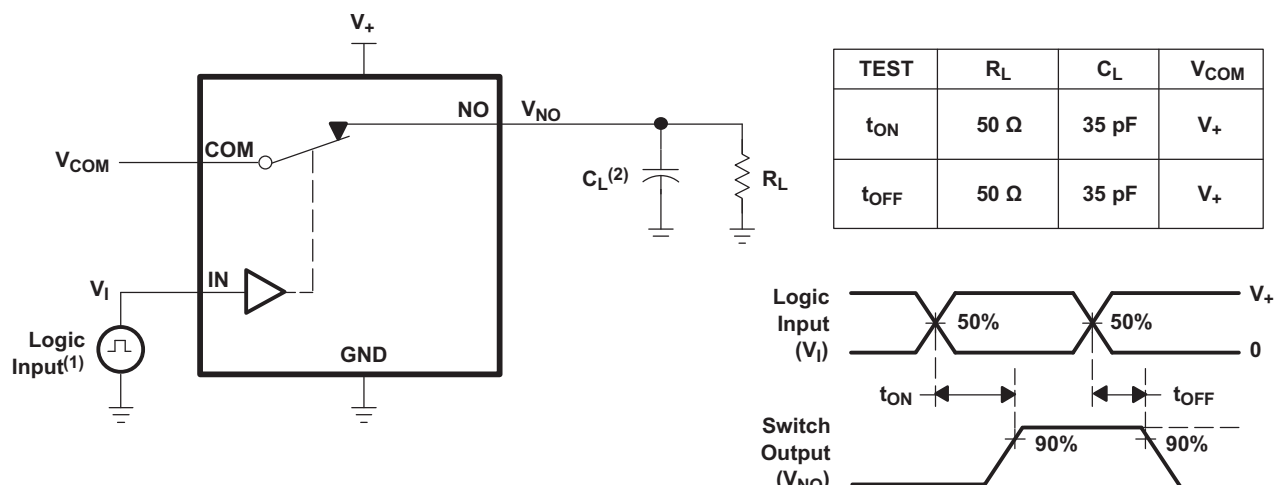 V+
NO
VNO
COM
VCOM
CL(2)
RL
IN
VI
Logic
Input(1)
GND
TEST RL CL VCOM
tON 50 Ω 35 pF V+
tOFF 50 Ω 35 pF V+
Logic
Input
(VI)
50%
50%
V+
0
tON
tOFF
Switch
Output
(VNO)
90%
90%